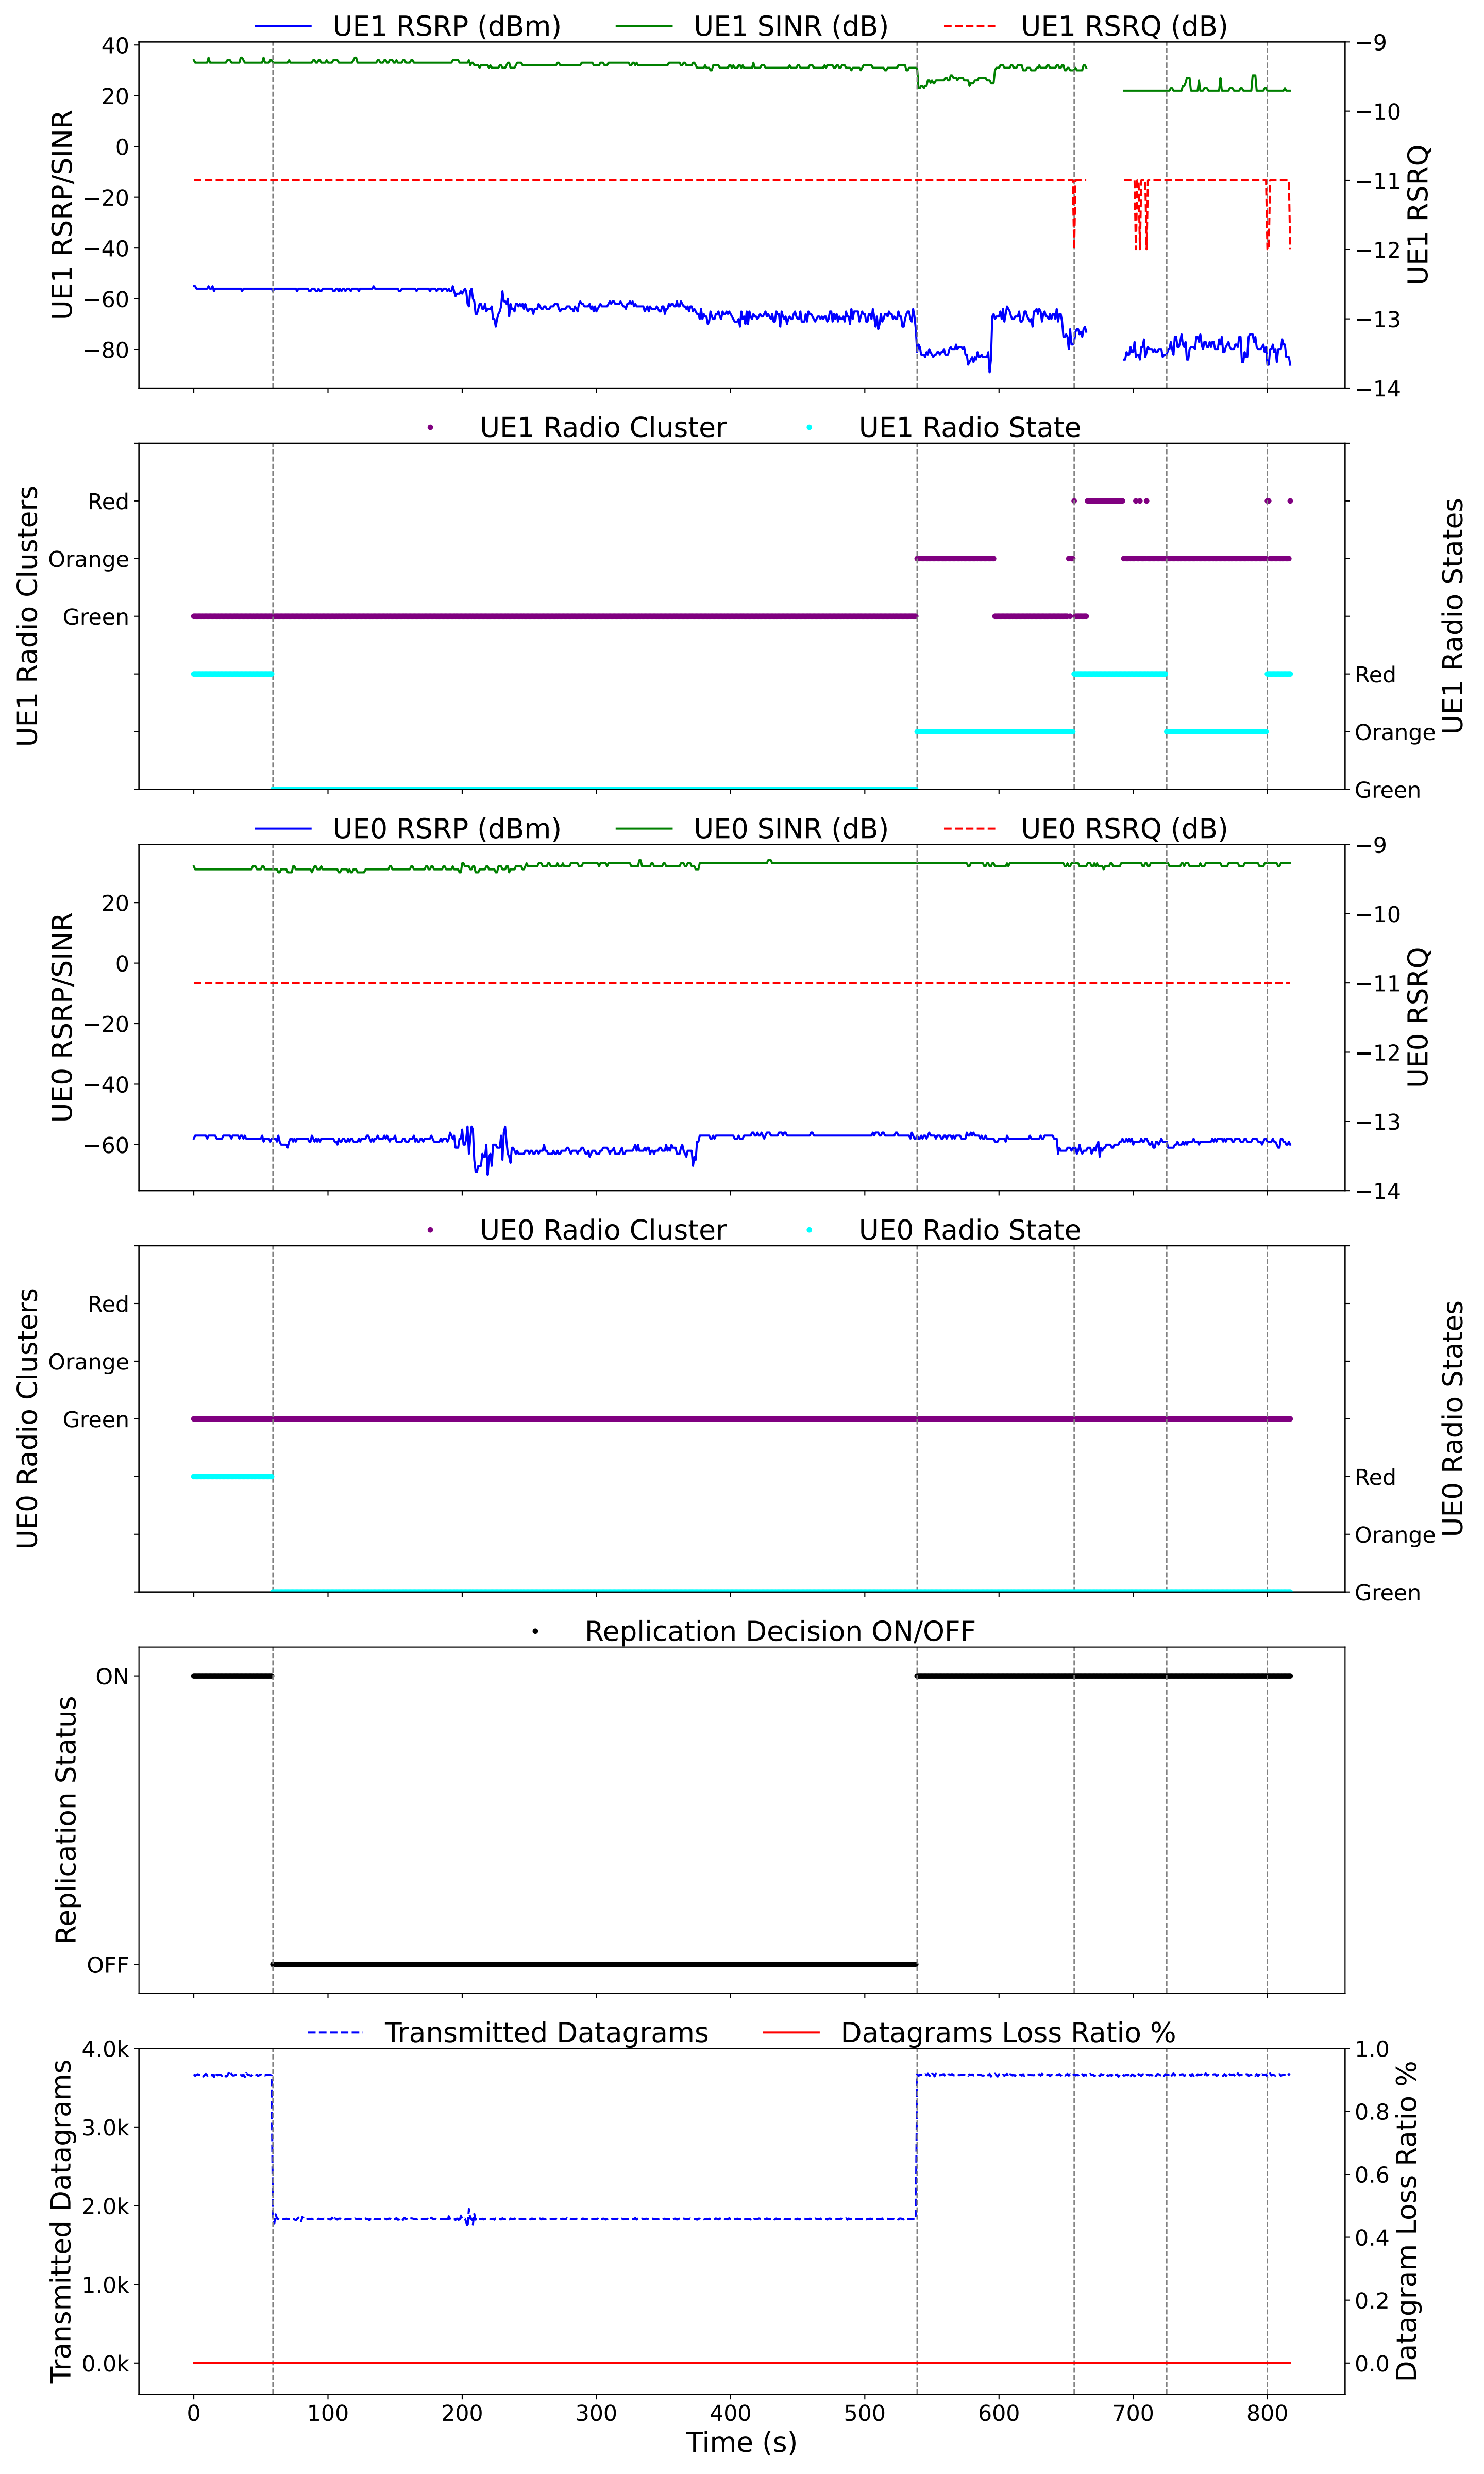 UE1 RSRP (dBm) UE1 SINR (dB) UE1 RSRQ (dB)
UE1 RSRP/SINR
40
20
0
−20
−40
−60
−80
−9
−10
−11
−12
−13
−14
UE1 RSRQ
UE1 Radio Cluster UE1 Radio State
UE1 Radio Clusters
Red
Orange
Green
Red
Orange
Green
UE1 Radio States
UE0 RSRP (dBm) UE0 SINR (dB) UE0 RSRQ (dB)
UE0 RSRP/SINR
20
0
−20
−40
−60
−9
−10
−11
−12
−13
−14
UE0 RSRQ
UE0 Radio Cluster UE0 Radio State
UE0 Radio Clusters
Red
Orange
Green
Red
Orange
Green
UE0 Radio States
Replication Decision ON/OFF
Replication Status
ON
OFF
Transmitted Datagrams Datagrams Loss Ratio %
Transmitted Datagrams
4.0k
3.0k
2.0k
1.0k
0.0k
1.0
0.8
0.6
0.4
0.2
0.0
Datagram Loss Ratio %
0 100 200 300 400 500 600 700 800
Time (s)